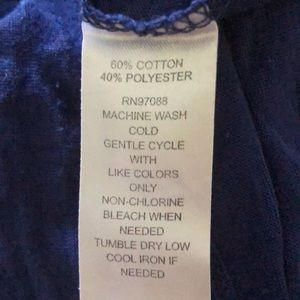 60% COTTON
40% POLYESTER
RN97088
MACHINE WASH
COLD
GENTLE CYCLE
WITH
LIKE COLORS
ONLY
NON-CHLORINE
BLEACH WHEN
NEEDED
TUMBLE DRY LOW
COOL IRON IF
NEEDED